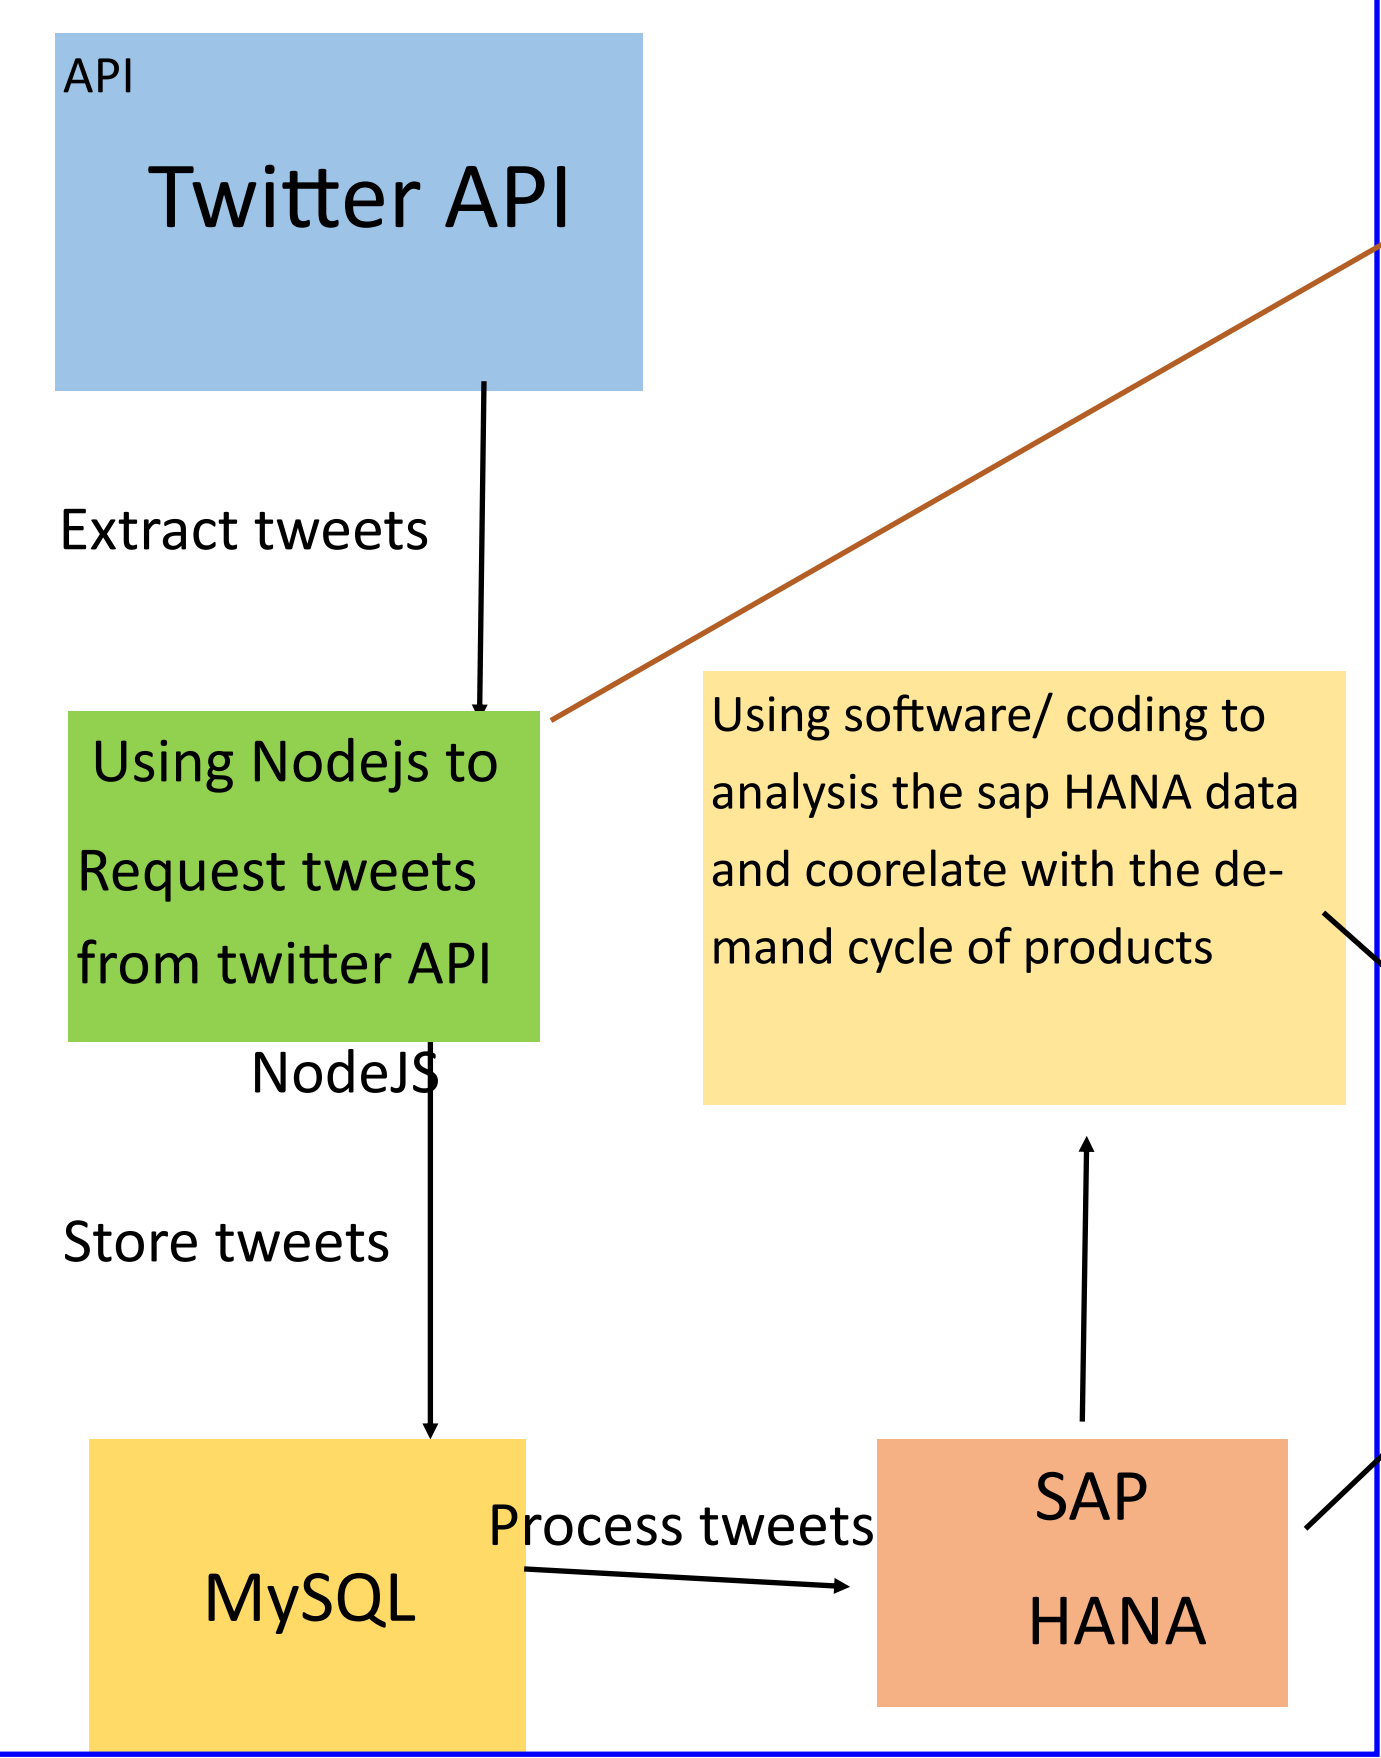 API
Twitter API
Extract tweets
Using Nodejs to
Request tweets
from twitter API
NodeJS
Using software/ coding to
analysis the sap HANA data
and coorelate with the de-
mand cycle of products
Store tweets
MySQL
Process tweets
SAP
HANA